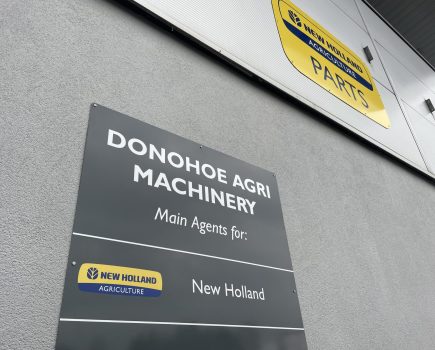 NEW HOLLAND
AGRICULTURE
PARTS
DONOHOE AGRI
MACHINERY
Main Agents for:
NEW HOLLAND
AGRICULTURE
New Holland